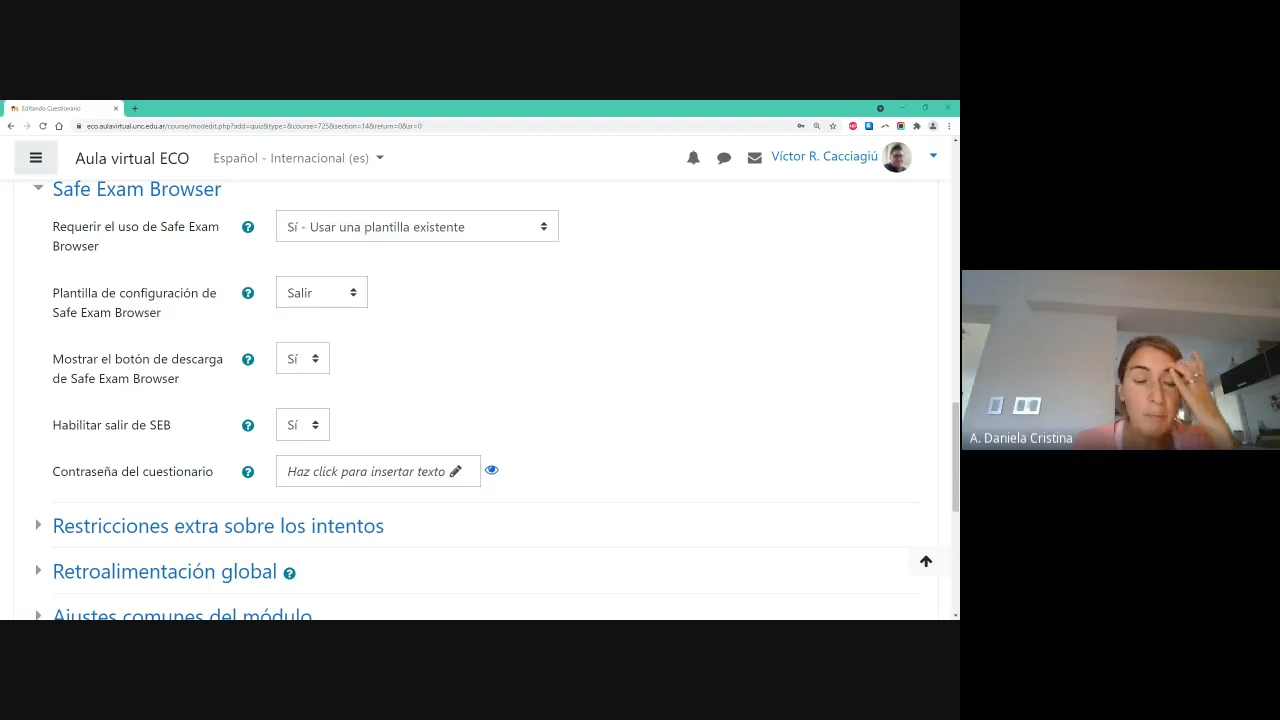 Editando Cuestionario
eco.aulavirtual.unc.edu.ar/course/modedit.php?add=quiz&type=&course=725&section=14&return=0&sr=0
Aula virtual ECO
Español - Internacional (es)
Víctor R. Cacciagiú
Safe Exam Browser
Requerir el uso de Safe Exam
Browser
Sí - Usar una plantilla existente
Plantilla de configuración de
Safe Exam Browser
Salir
Mostrar el botón de descarga
de Safe Exam Browser
Sí
Habilitar salir de SEB
Sí
Contraseña del cuestionario
Haz click para insertar texto
Restricciones extra sobre los intentos
Retroalimentación global
Ajustes comunes del módulo
A. Daniela Cristina